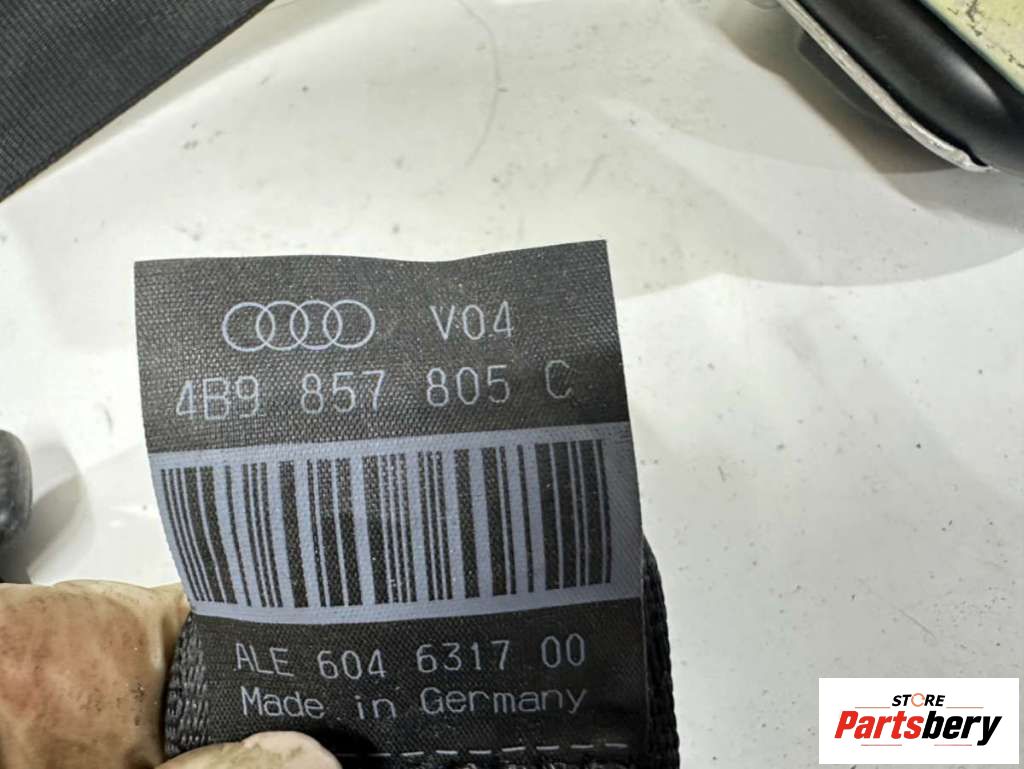 V04
4B9 857 805 C
ALE 604 6317 00
Made in Germany
STORE
Partsbery